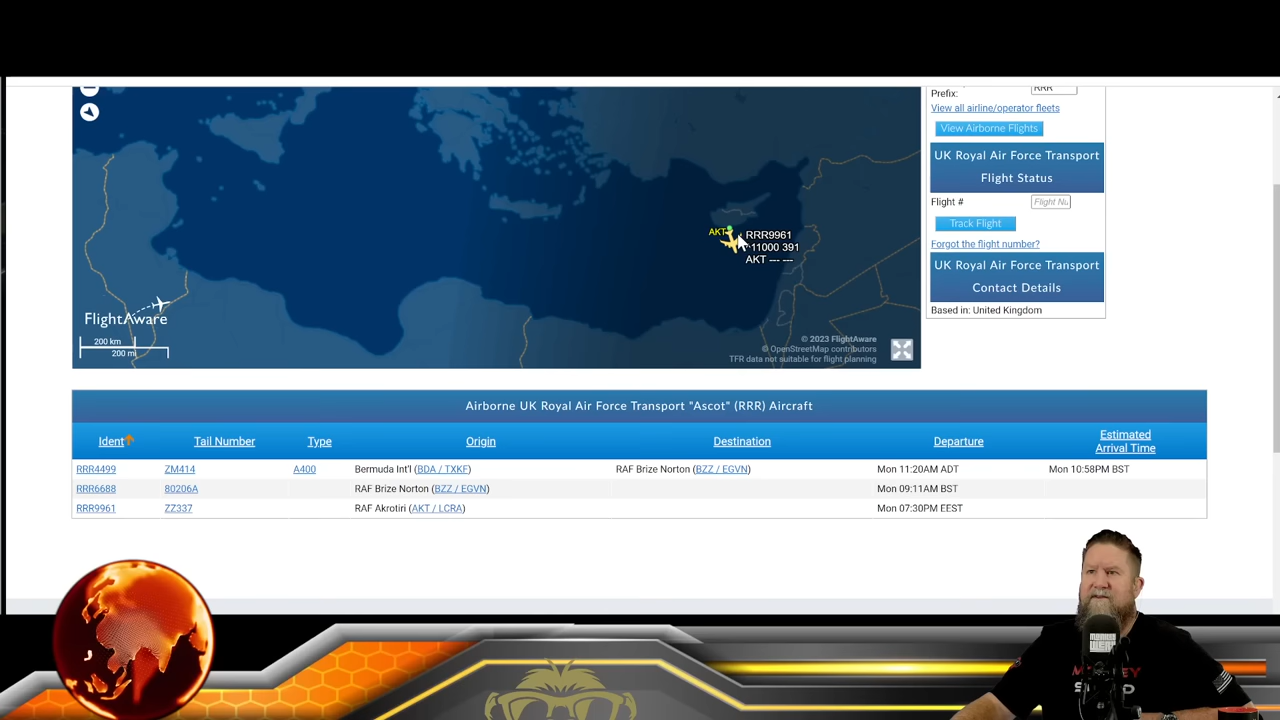 Prefix: RRR
View all airline/operator fleets
View Airborne Flights
UK Royal Air Force Transport
Flight Status
Flight #
Track Flight
Forgot the flight number?
UK Royal Air Force Transport
Contact Details
Based in: United Kingdom
AKT
RRR9961
11000 391
AKT --- ---
FlightAware
200 km
200 mi
© 2023 FlightAware
© OpenStreetMap contributors
TFR data not suitable for flight planning
Airborne UK Royal Air Force Transport "Ascot" (RRR) Aircraft
Ident Tail Number Type Origin Destination Departure Estimated Arrival Time
RRR4499 ZM414 A400 Bermuda Int'l (BDA / TXKF) RAF Brize Norton (BZZ / EGVN) Mon 11:20AM ADT Mon 10:58PM BST
RRR6688 80206A RAF Brize Norton (BZZ / EGVN) Mon 09:11AM BST
RRR9961 ZZ337 RAF Akrotiri (AKT / LCRA) Mon 07:30PM EEST